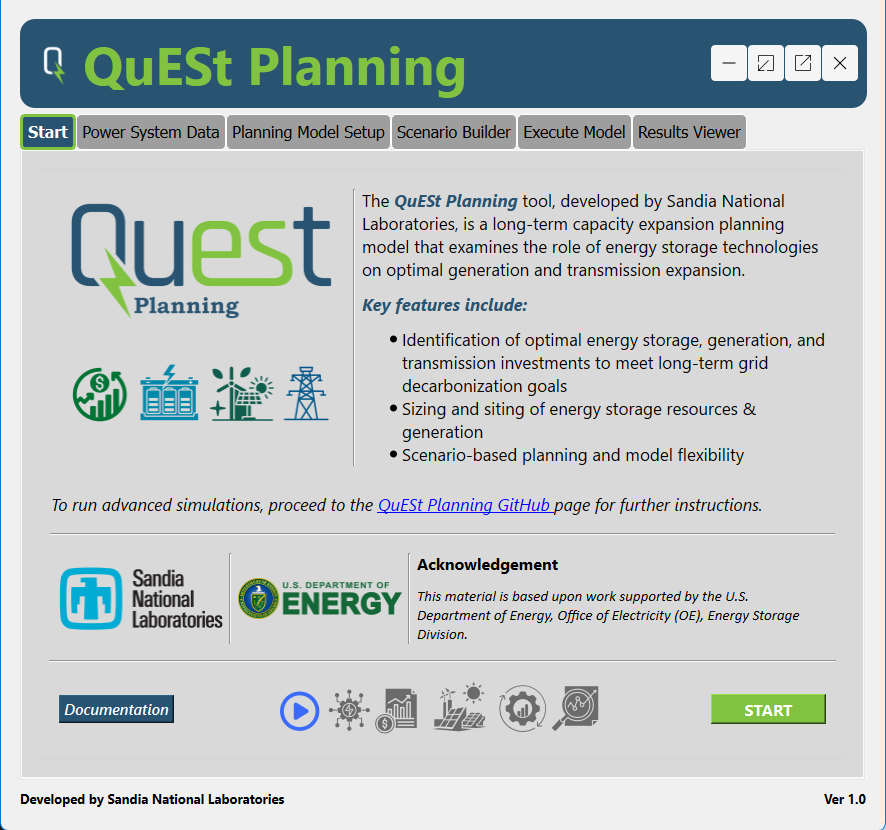 QuESt Planning
Start
Power System Data
Planning Model Setup
Scenario Builder
Execute Model
Results Viewer
Quest
Planning
The QuESt Planning tool, developed by Sandia National
Laboratories, is a long-term capacity expansion planning
model that examines the role of energy storage technologies
on optimal generation and transmission expansion.
Key features include:
Identification of optimal energy storage, generation, and
transmission investments to meet long-term grid
decarbonization goals
Sizing and siting of energy storage resources &
generation
Scenario-based planning and model flexibility
To run advanced simulations, proceed to the QuESt Planning GitHub page for further instructions.
Sandia
National
Laboratories
U.S. DEPARTMENT OF
ENERGY
Acknowledgement
This material is based upon work supported by the U.S.
Department of Energy, Office of Electricity (OE), Energy Storage
Division.
Documentation
START
Developed by Sandia National Laboratories
Ver 1.0